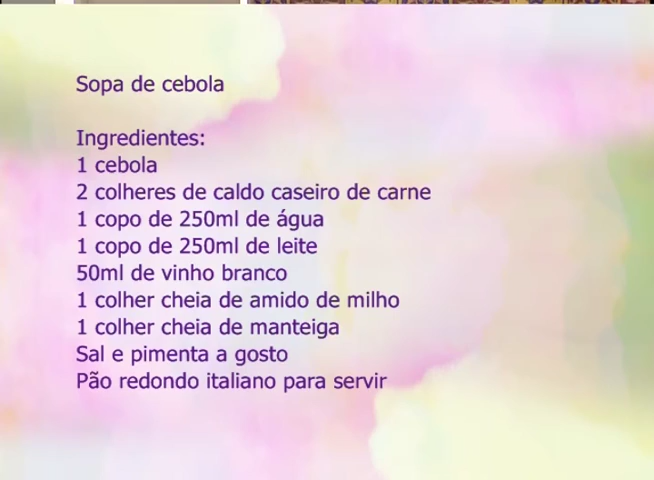 Sopa de cebola
Ingredientes:
1 cebola
2 colheres de caldo caseiro de carne
1 copo de 250ml de água
1 copo de 250ml de leite
50ml de vinho branco
1 colher cheia de amido de milho
1 colher cheia de manteiga
Sal e pimenta a gosto
Pão redondo italiano para servir